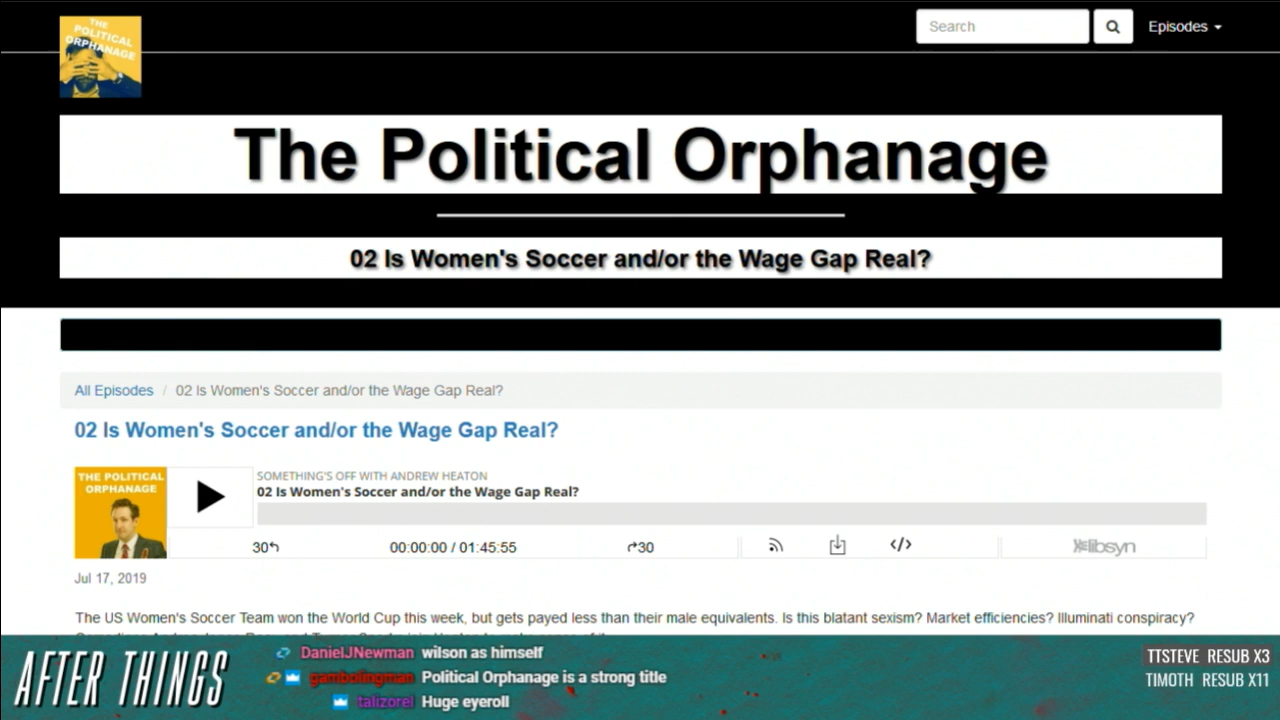 THE
POLITICAL
ORPHANAGE
Search
Episodes
The Political Orphanage
02 Is Women's Soccer and/or the Wage Gap Real?
All Episodes / 02 Is Women's Soccer and/or the Wage Gap Real?
02 Is Women's Soccer and/or the Wage Gap Real?
THE POLITICAL
ORPHANAGE
SOMETHING'S OFF WITH ANDREW HEATON
02 Is Women's Soccer and/or the Wage Gap Real?
30 00:00:00 / 01:45:55 30
</> libsyn
Jul 17, 2019
The US Women's Soccer Team won the World Cup this week, but gets payed less than their male equivalents. Is this blatant sexism? Market efficiencies? Illuminati conspiracy?
AFTER THINGS
DanielJNewman wilson as himself
gambolingman Political Orphanage is a strong title
talizorel Huge eyeroll
TTSTEVE RESUB X3
TIMOTH RESUB X11